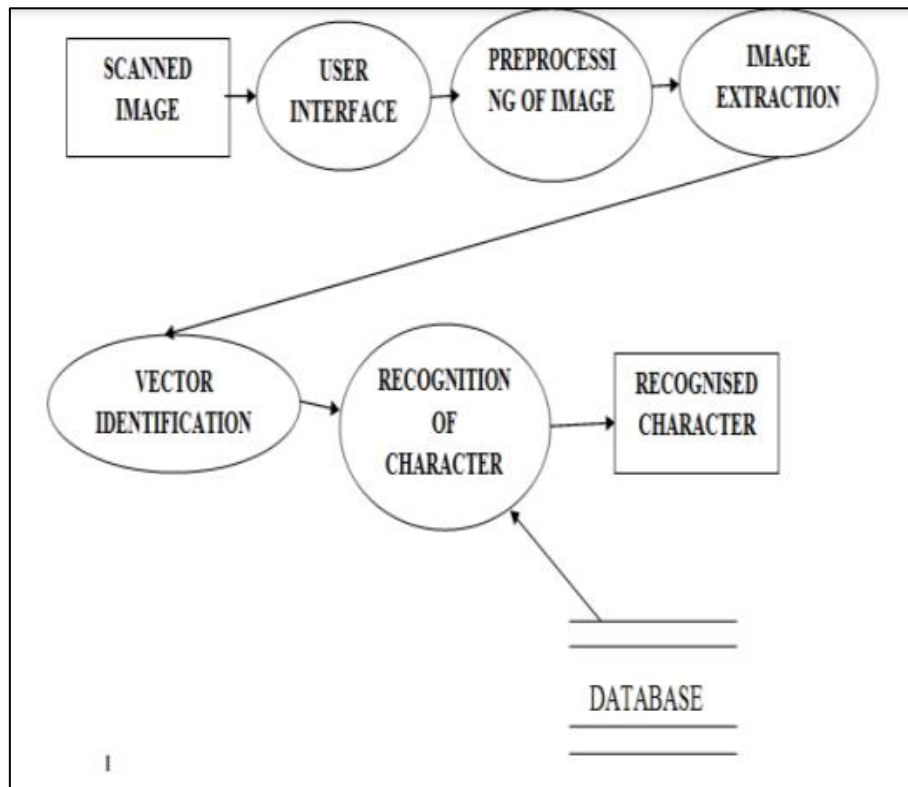 SCANNED
IMAGE
USER
INTERFACE
PREPROCESSI
NG OF IMAGE
IMAGE
EXTRACTION
VECTOR
IDENTIFICATION
RECOGNITION
OF
CHARACTER
RECOGNISED
CHARACTER
DATABASE
I